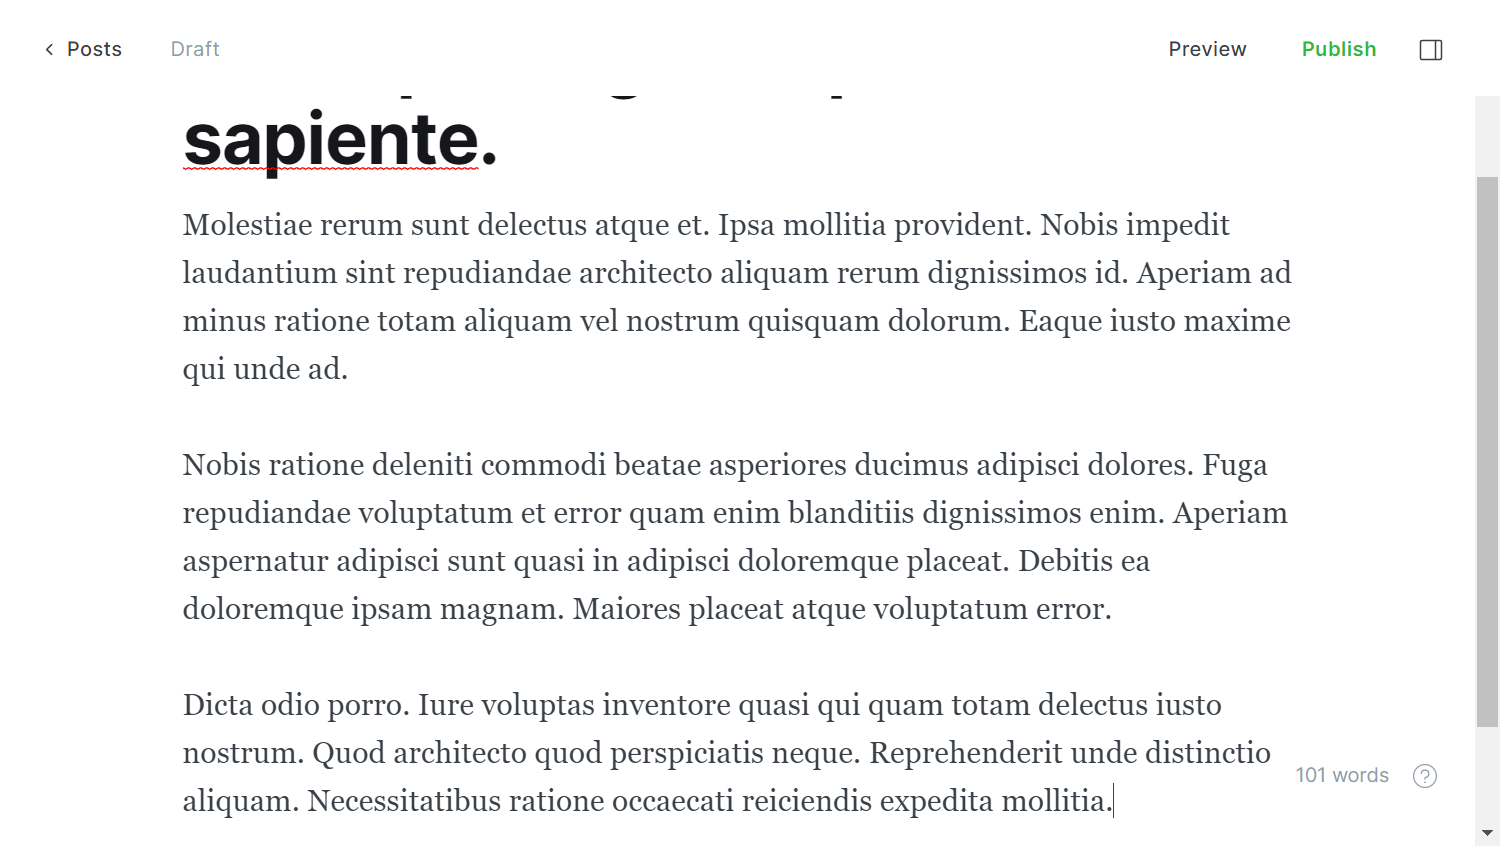 Posts
Draft
Preview
Publish
sapiente.
Molestiae rerum sunt delectus atque et. Ipsa mollitia provident. Nobis impedit
laudantium sint repudiandae architecto aliquam rerum dignissimos id. Aperiam ad
minus ratione totam aliquam vel nostrum quisquam dolorum. Eaque iusto maxime
qui unde ad.
Nobis ratione deleniti commodi beatae asperiores ducimus adipisci dolores. Fuga
repudiandae voluptatum et error quam enim blanditiis dignissimos enim. Aperiam
aspernatur adipisci sunt quasi in adipisci doloremque placeat. Debitis ea
doloremque ipsam magnam. Maiores placeat atque voluptatum error.
Dicta odio porro. Iure voluptas inventore quasi qui quam totam delectus iusto
nostrum. Quod architecto quod perspiciatis neque. Reprehenderit unde distinctio
aliquam. Necessitatibus ratione occaecati reiciendis expedita mollitia.
101 words
?